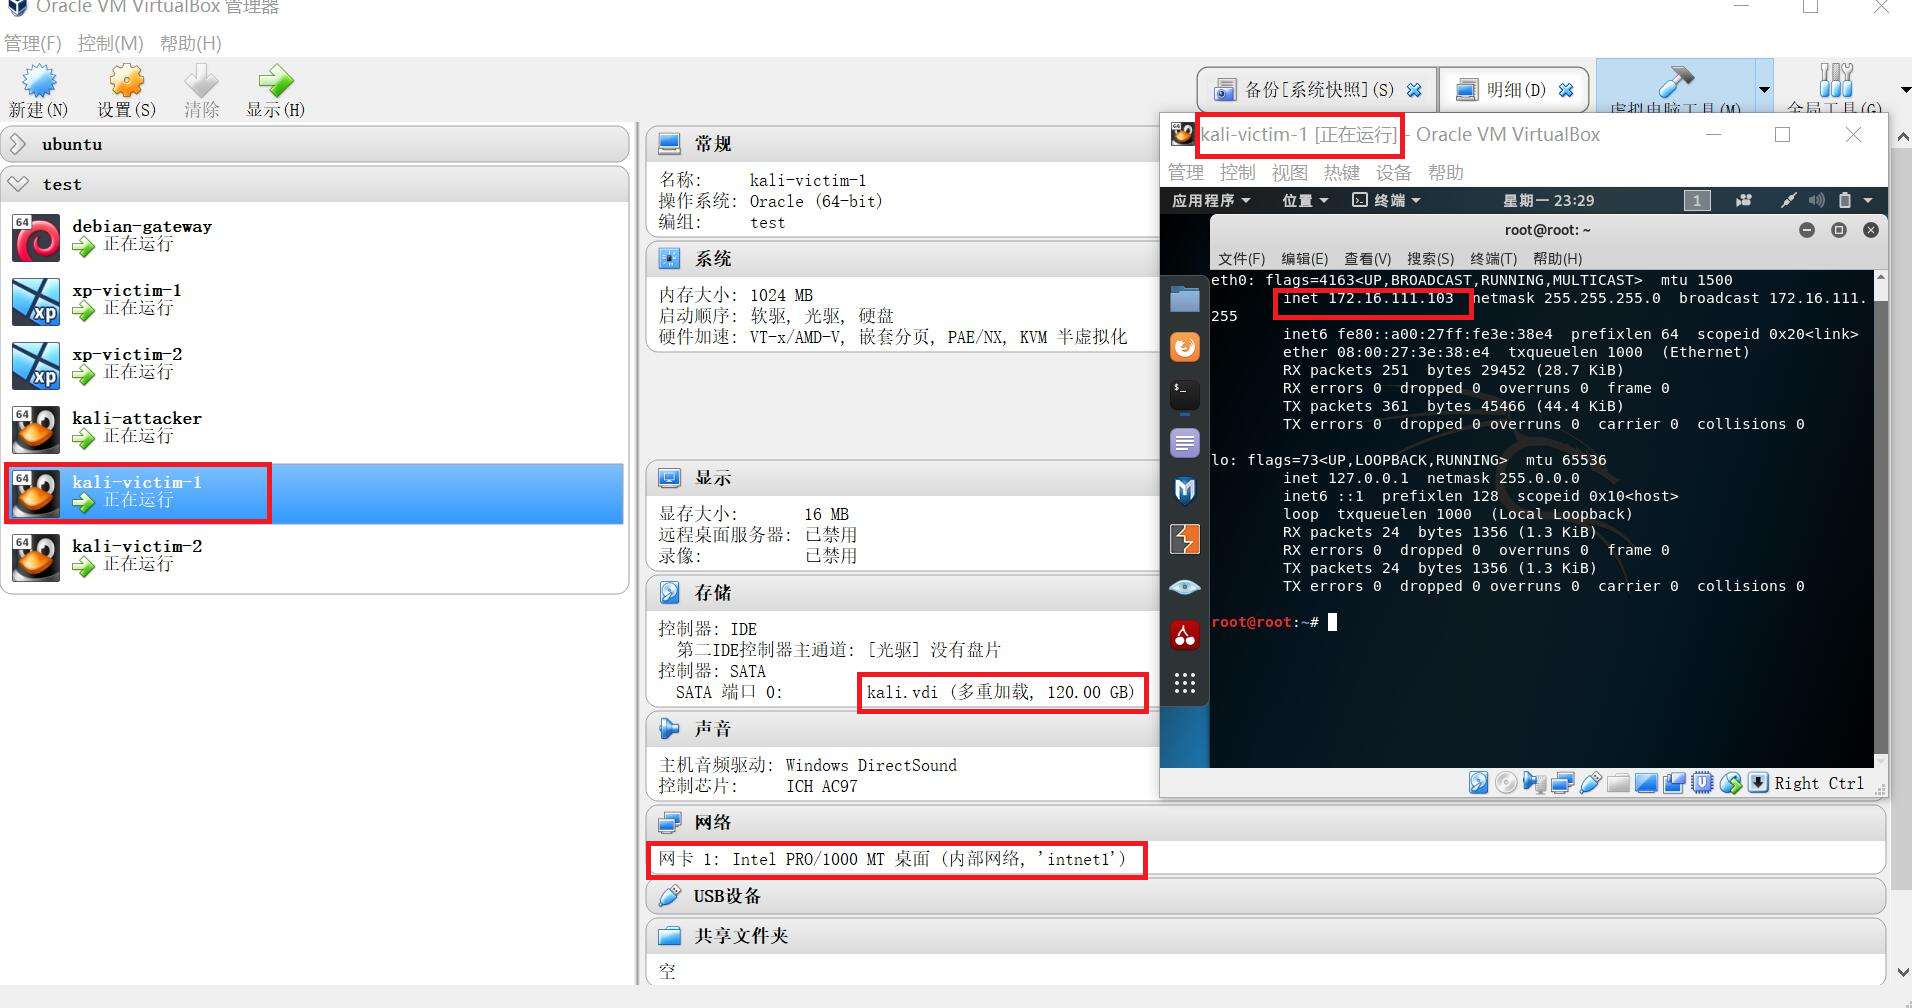 Oracle VM VirtualBox 管理器
管理(F) 控制(M) 帮助(H)
新建(N) 设置(S) 清除 显示(H)
备份[系统快照](S) 明细(D) 虚拟电脑工具(M) 全局工具(G)
ubuntu
test
64
debian-gateway
正在运行
xp
xp-victim-1
正在运行
xp
xp-victim-2
正在运行
64
kali-attacker
正在运行
64
kali-victim-1
正在运行
64
kali-victim-2
正在运行
常规
名称: kali-victim-1
操作系统: Oracle (64-bit)
编组: test
系统
内存大小: 1024 MB
启动顺序: 软驱, 光驱, 硬盘
硬件加速: VT-x/AMD-V, 嵌套分页, PAE/NX, KVM 半虚拟化
显示
显存大小: 16 MB
远程桌面服务器: 已禁用
录像: 已禁用
存储
控制器: IDE
第二IDE控制器主通道: [光驱] 没有盘片
控制器: SATA
SATA 端口 0: kali.vdi (多重加载, 120.00 GB)
声音
主机音频驱动: Windows DirectSound
控制芯片: ICH AC97
网络
网卡 1: Intel PRO/1000 MT 桌面 (内部网络, 'intnet1')
USB设备
共享文件夹
空
64
kali-victim-1 [正在运行] - Oracle VM VirtualBox
管理 控制 视图 热键 设备 帮助
应用程序 位置 终端 星期一 23:29 1
root@root: ~
文件(F) 编辑(E) 查看(V) 搜索(S) 终端(T) 帮助(H)
eth0: flags=4163<UP,BROADCAST,RUNNING,MULTICAST> mtu 1500
inet 172.16.111.103 netmask 255.255.255.0 broadcast 172.16.111.
255
inet6 fe80::a00:27ff:fe3e:38e4 prefixlen 64 scopeid 0x20<link>
ether 08:00:27:3e:38:e4 txqueuelen 1000 (Ethernet)
RX packets 251 bytes 29452 (28.7 KiB)
RX errors 0 dropped 0 overruns 0 frame 0
TX packets 361 bytes 45466 (44.4 KiB)
TX errors 0 dropped 0 overruns 0 carrier 0 collisions 0
lo: flags=73<UP,LOOPBACK,RUNNING> mtu 65536
inet 127.0.0.1 netmask 255.0.0.0
inet6 ::1 prefixlen 128 scopeid 0x10<host>
loop txqueuelen 1000 (Local Loopback)
RX packets 24 bytes 1356 (1.3 KiB)
RX errors 0 dropped 0 overruns 0 frame 0
TX packets 24 bytes 1356 (1.3 KiB)
TX errors 0 dropped 0 overruns 0 carrier 0 collisions 0
root@root:~#
Right Ctrl